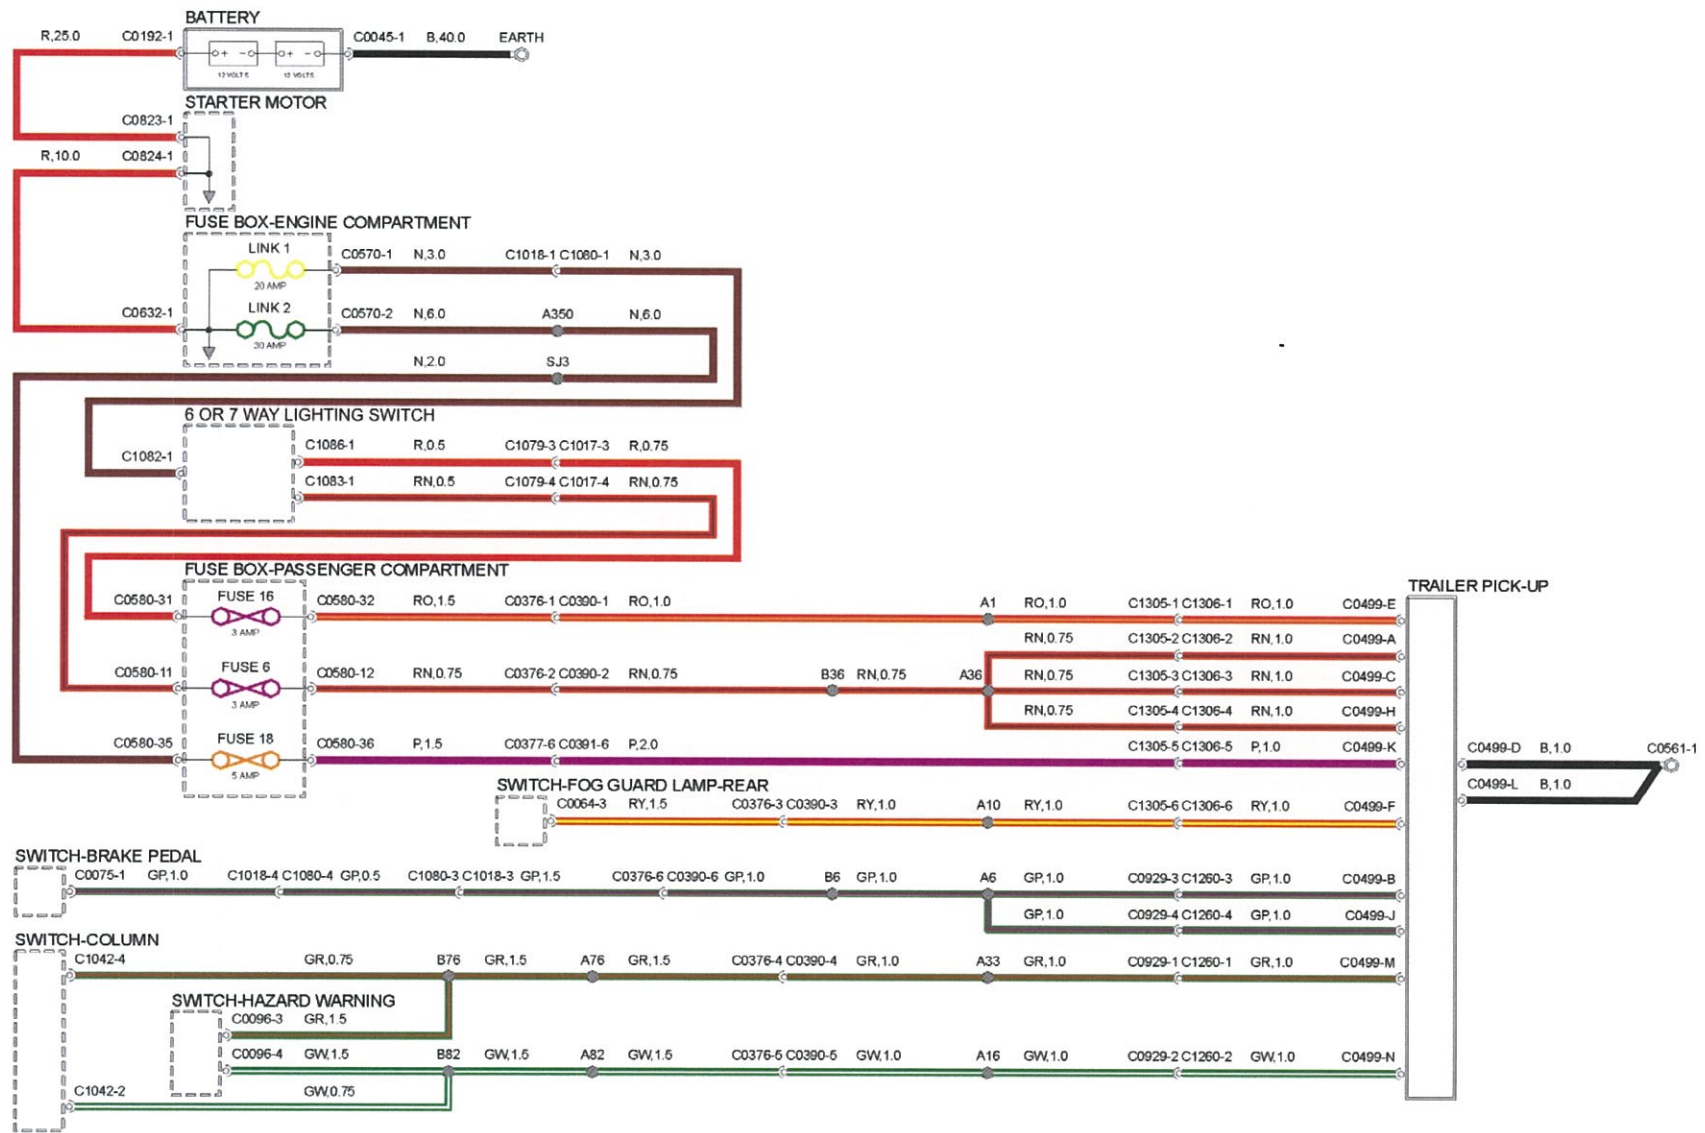 BATTERY
R,25.0 C0192-1 C0045-1 B,40.0 EARTH
12 VOLTS 12 VOLTS
STARTER MOTOR
C0823-1
R,10.0 C0824-1
FUSE BOX-ENGINE COMPARTMENT
LINK 1
C0570-1 N,3.0 C1018-1 C1080-1 N,3.0
20 AMP
LINK 2
C0632-1 C0570-2 N,6.0 A350 N,6.0
30 AMP
N,2.0 SJ3
6 OR 7 WAY LIGHTING SWITCH
C1086-1 R,0.5 C1079-3 C1017-3 R,0.75
C1082-1
C1083-1 RN,0.5 C1079-4 C1017-4 RN,0.75
FUSE BOX-PASSENGER COMPARTMENT
TRAILER PICK-UP
FUSE 16
C0580-31 C0580-32 RO,1.5 C0376-1 C0390-1 RO,1.0 A1 RO,1.0 C1305-1 C1306-1 RO,1.0 C0499-E
3 AMP
RN,0.75 C1305-2 C1306-2 RN,1.0 C0499-A
FUSE 6
C0580-11 C0580-12 RN,0.75 C0376-2 C0390-2 RN,0.75 B36 RN,0.75 A36 RN,0.75 C1305-3 C1306-3 RN,1.0 C0499-C
3 AMP
RN,0.75 C1305-4 C1306-4 RN,1.0 C0499-H
FUSE 18
C0580-35 C0580-36 P,1.5 C0377-6 C0391-6 P,2.0 C1305-5 C1306-5 P,1.0 C0499-K
5 AMP
C0499-D B,1.0 C0561-1
C0499-L B,1.0
SWITCH-FOG GUARD LAMP-REAR
C0064-3 RY,1.5 C0376-3 C0390-3 RY,1.0 A10 RY,1.0 C1305-6 C1306-6 RY,1.0 C0499-F
SWITCH-BRAKE PEDAL
C0075-1 GP,1.0 C1018-4 C1080-4 GP,0.5 C1080-3 C1018-3 GP,1.5 C0376-6 C0390-6 GP,1.0 B6 GP,1.0 A6 GP,1.0 C0929-3 C1260-3 GP,1.0 C0499-B
GP,1.0 C0929-4 C1260-4 GP,1.0 C0499-J
SWITCH-COLUMN
C1042-4 GR,0.75 B76 GR,1.5 A76 GR,1.5 C0376-4 C0390-4 GR,1.0 A33 GR,1.0 C0929-1 C1260-1 GR,1.0 C0499-M
SWITCH-HAZARD WARNING
C0096-3 GR,1.5
C0096-4 GW,1.5 B82 GW,1.5 A82 GW,1.5 C0376-5 C0390-5 GW,1.0 A16 GW,1.0 C0929-2 C1260-2 GW,1.0 C0499-N
C1042-2 GW,0.75